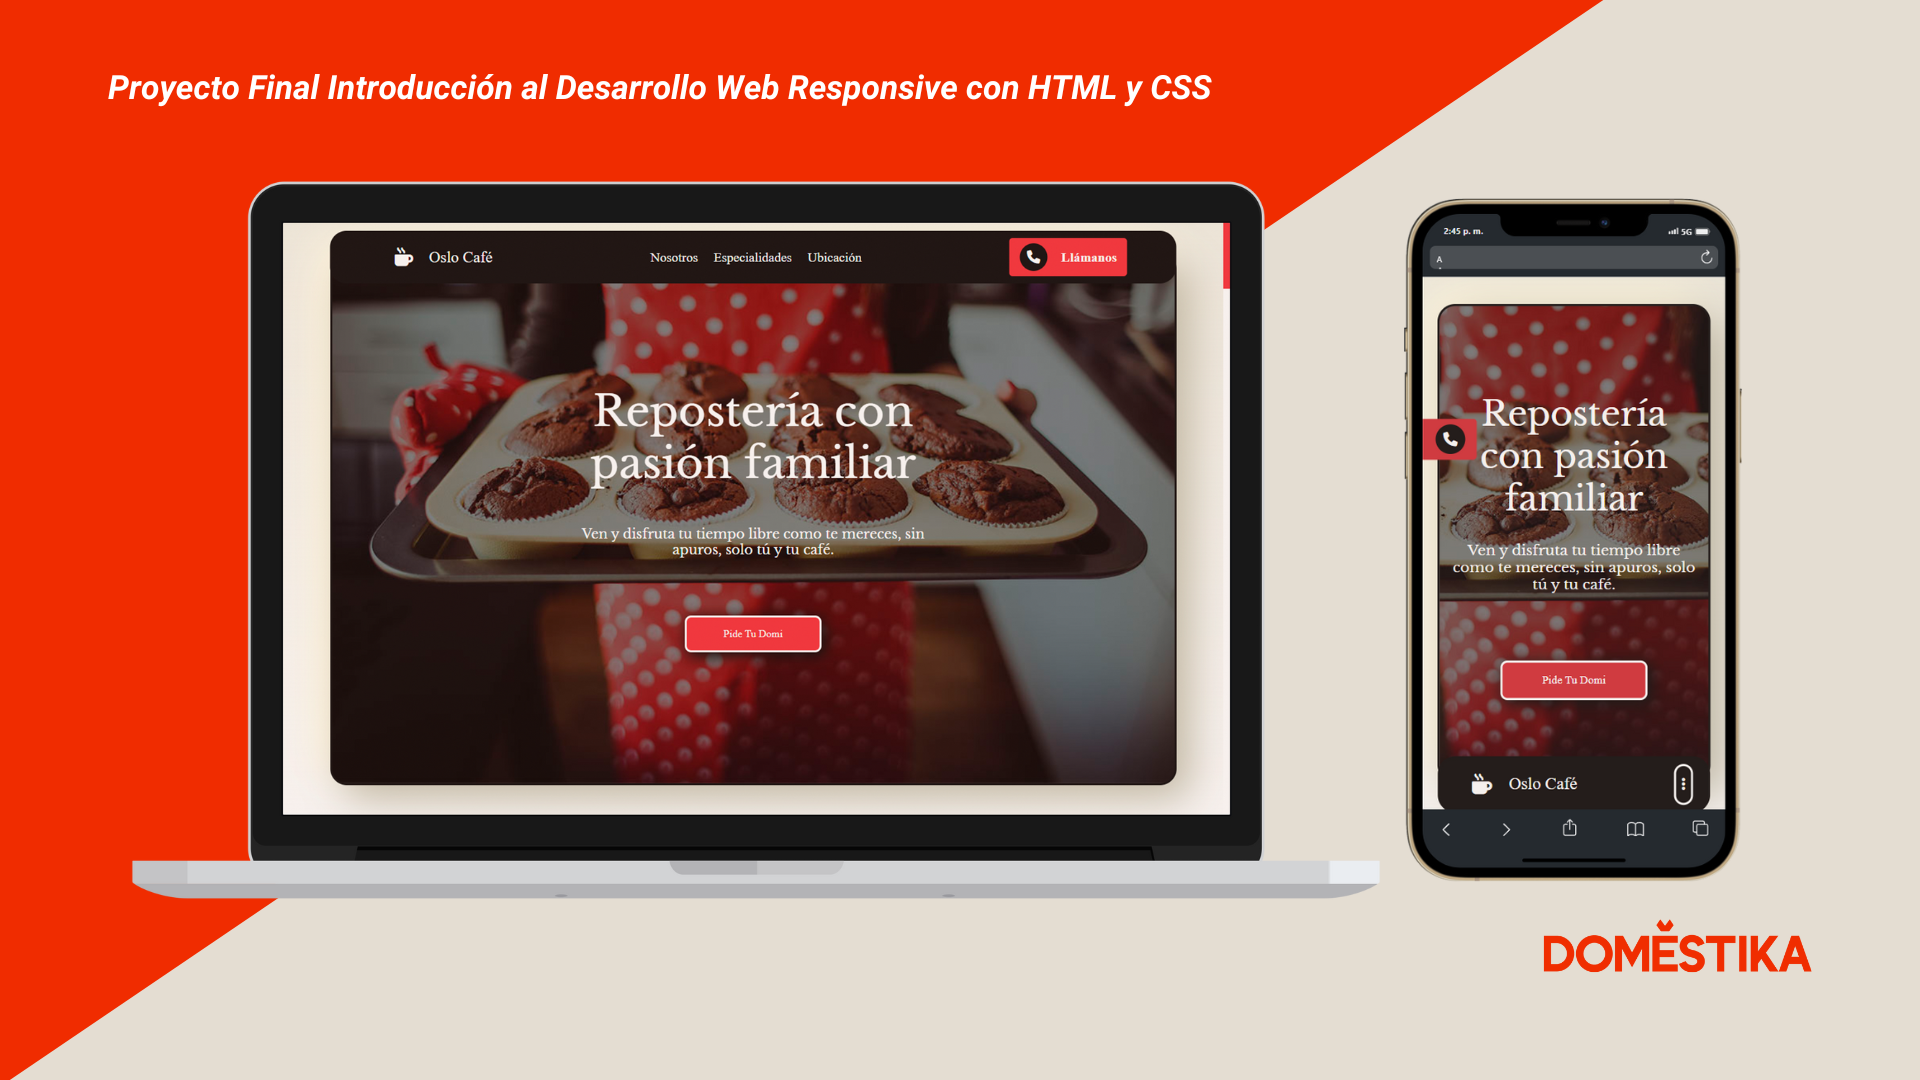 Proyecto Final Introducción al Desarrollo Web Responsive con HTML y CSS
Oslo Café
Nosotros Especialidades Ubicación
Llámanos
Repostería con
pasión familiar
Ven y disfruta tu tiempo libre como te mereces, sin
apuros, solo tú y tu café.
Pide Tu Domi
2:45 p. m.
5G
A
Repostería
con pasión
familiar
Ven y disfruta tu tiempo libre
como te mereces, sin apuros, solo
tú y tu café.
Pide Tu Domi
Oslo Café
DOMĚSTIKA